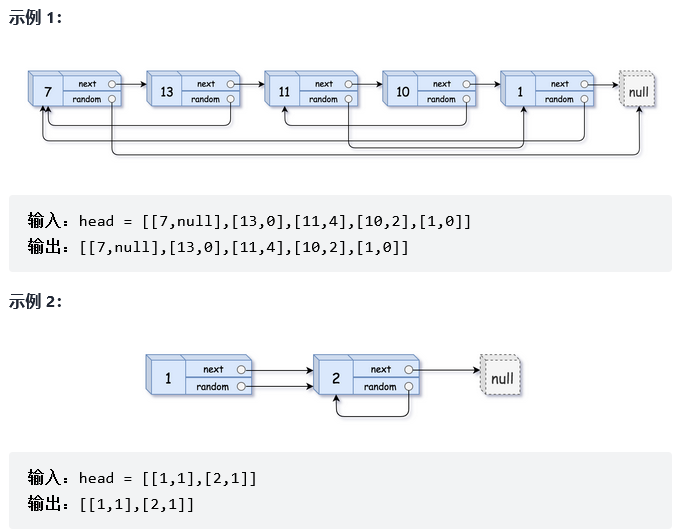 示例 1：
next next next next next
7 13 11 10 1 null
random random random random random
输入：head = [[7,null],[13,0],[11,4],[10,2],[1,0]]
输出：[[7,null],[13,0],[11,4],[10,2],[1,0]]
示例 2：
next next
1 2 null
random random
输入：head = [[1,1],[2,1]]
输出：[[1,1],[2,1]]